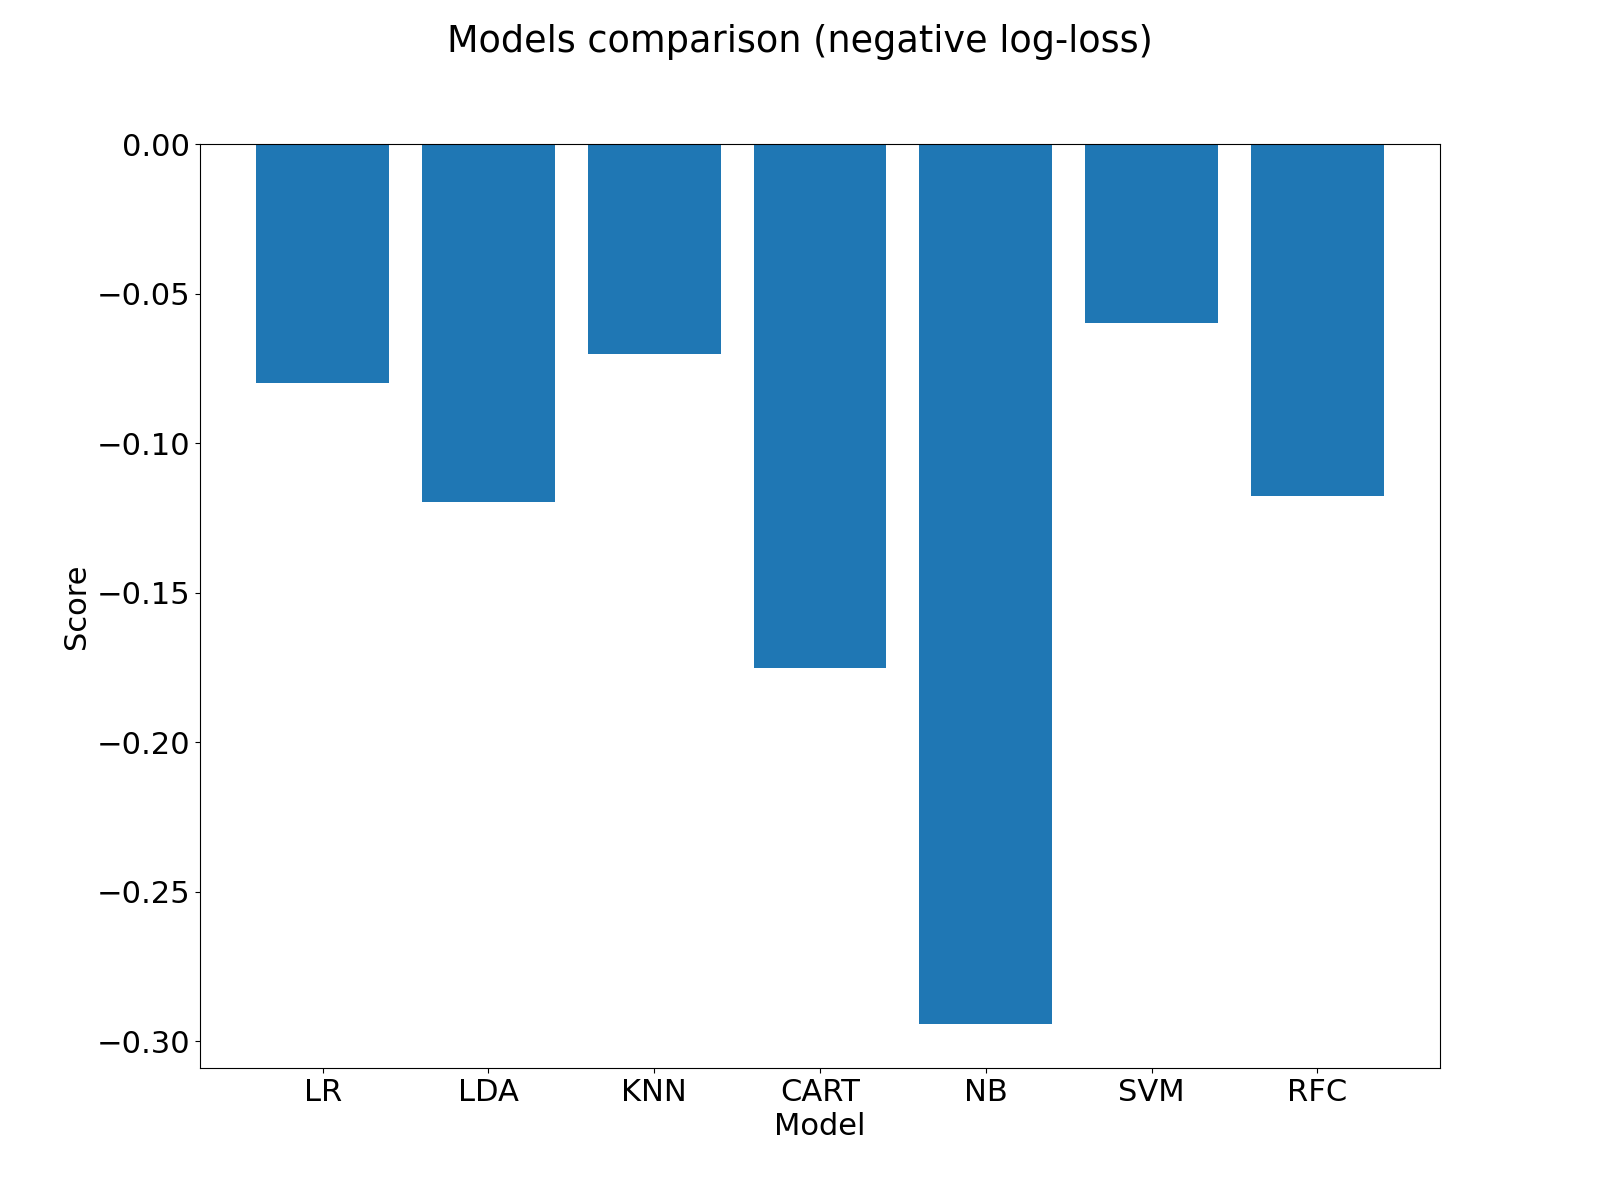 Models comparison (negative log-loss)
0.00
−0.05
−0.10
−0.15
−0.20
−0.25
−0.30
Score
LR LDA KNN CART NB SVM RFC
Model